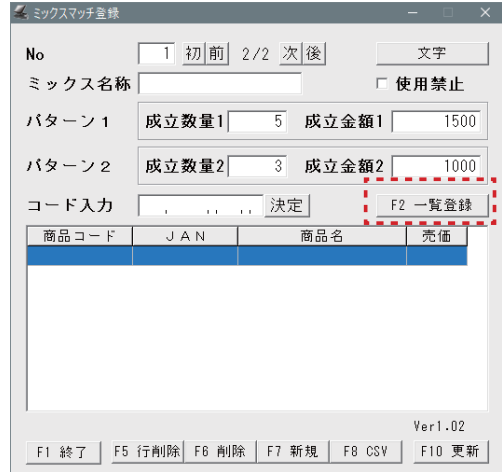 ミックスマッチ登録
No 1 初 前 2/2 次 後 文字
ミックス名称 使用禁止
パターン1 成立数量1 5 成立金額1 1500
パターン2 成立数量2 3 成立金額2 1000
コード入力 , ,, ,, 決定 F2 一覧登録
商品コード JAN 商品名 売価
Ver1.02
F1 終了 F5 行削除 F6 削除 F7 新規 F8 CSV F10 更新